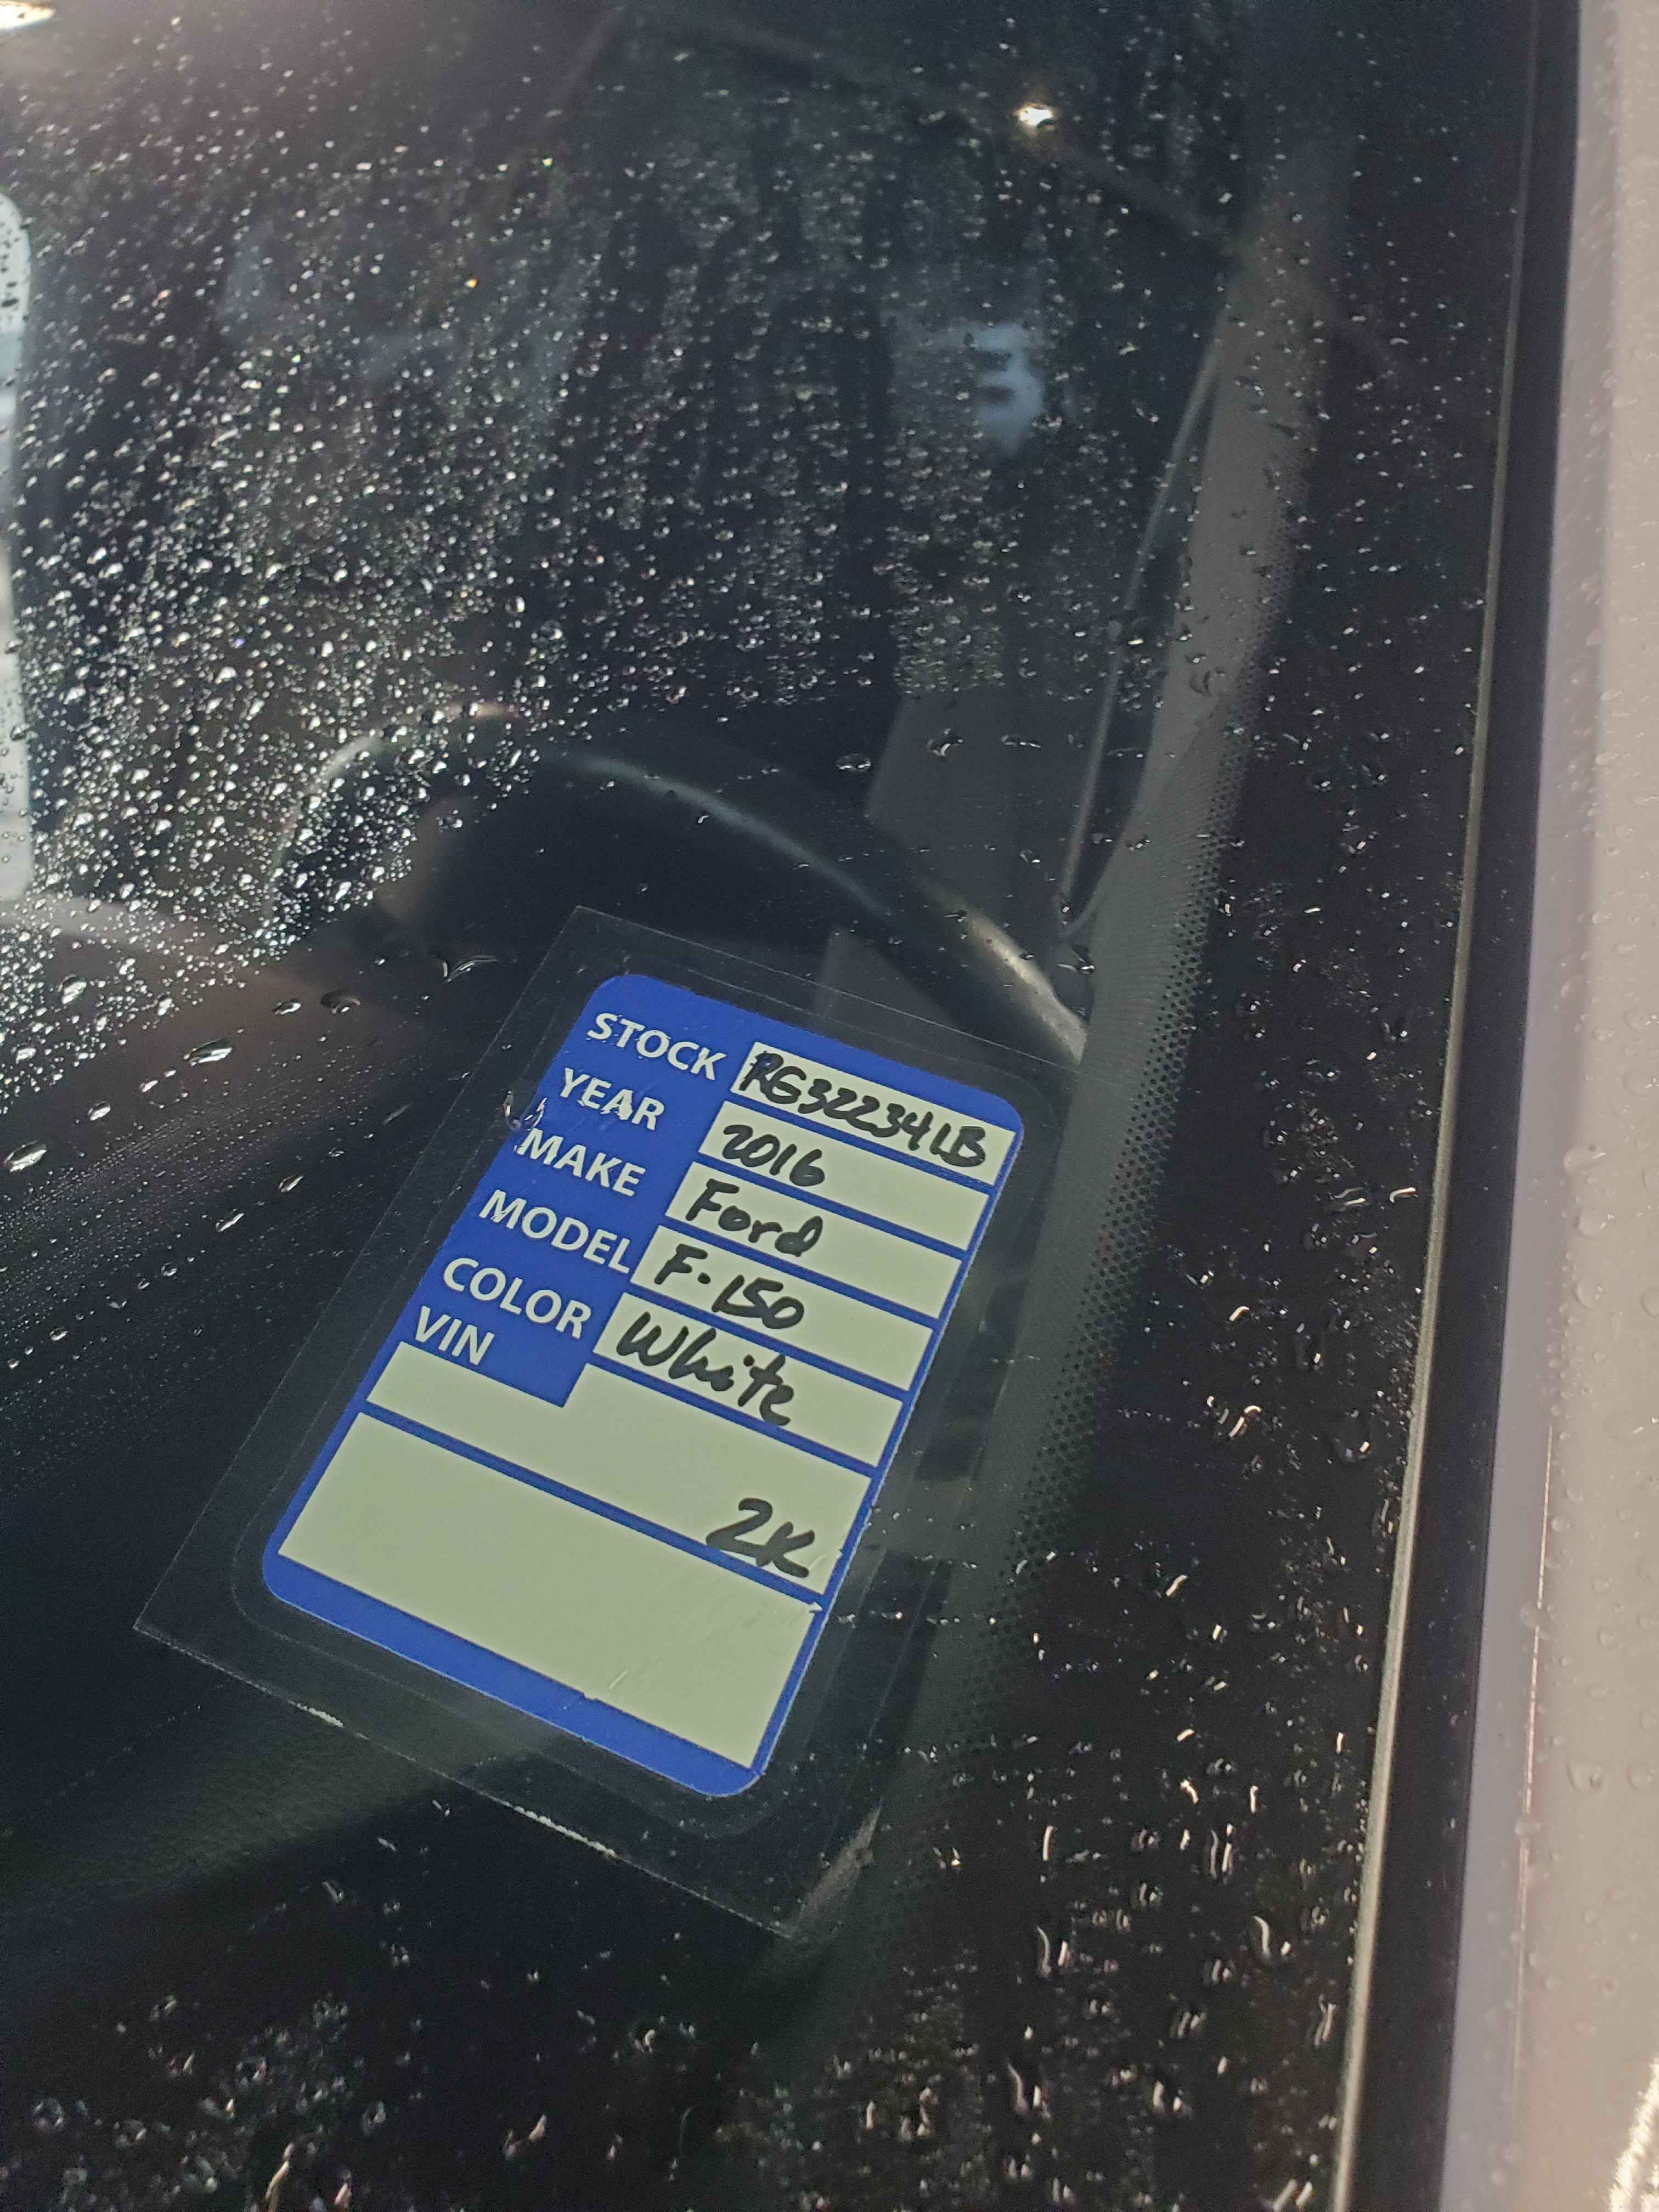 STOCK RG32234LB
YEAR 2016
MAKE Ford
MODEL F-150
COLOR White
VIN
2K